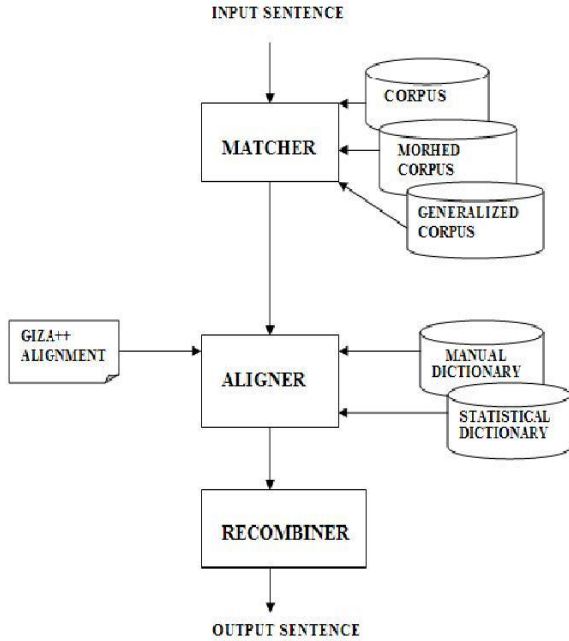 INPUT SENTENCE
CORPUS
MATCHER
MORHED
CORPUS
GENERALIZED
CORPUS
GIZA++
ALIGNMENT
ALIGNER
MANUAL
DICTIONARY
STATISTICAL
DICTIONARY
RECOMBINER
OUTPUT SENTENCE